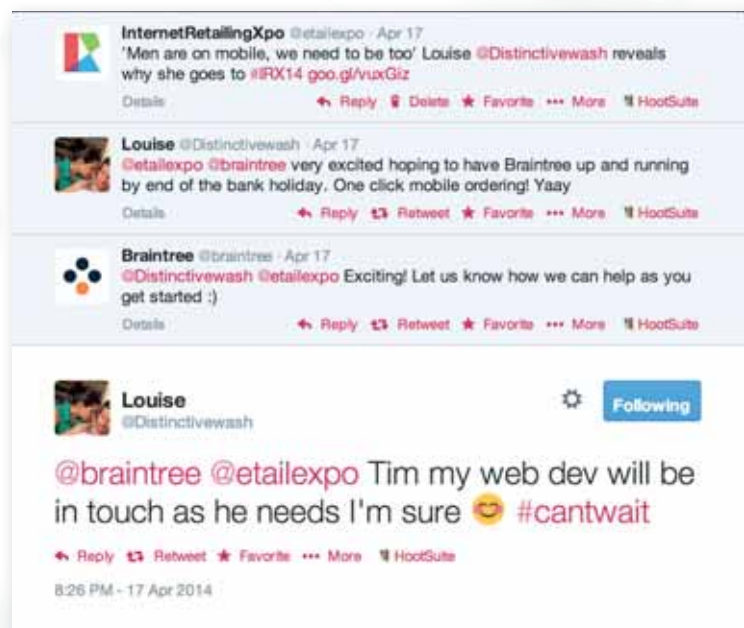 InternetRetailingXpo @etailexpo · Apr 17
'Men are on mobile, we need to be too' Louise @Distinctivewash reveals
why she goes to #IRX14 goo.gl/vuxGiz
Details Reply Delete Favorite More HootSuite
Louise @Distinctivewash · Apr 17
@etailexpo @braintree very excited hoping to have Braintree up and running
by end of the bank holiday. One click mobile ordering! Yaay
Details Reply Retweet Favorite More HootSuite
Braintree @braintree · Apr 17
@Distinctivewash @etailexpo Exciting! Let us know how we can help as you
get started :)
Details Reply Retweet Favorite More HootSuite
Louise
@Distinctivewash
Following
@braintree @etailexpo Tim my web dev will be
in touch as he needs I'm sure 😊 #cantwait
Reply Retweet Favorite More HootSuite
8:26 PM - 17 Apr 2014